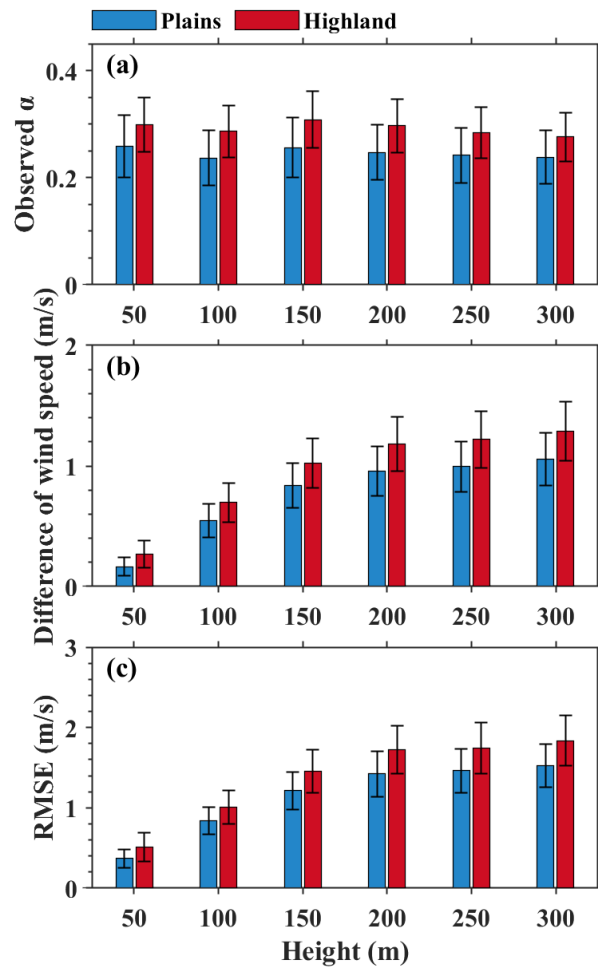 Plains Highland
(a)
Observed α
0.4
0.2
0
50 100 150 200 250 300
(b)
Difference of wind speed (m/s)
2
1
0
50 100 150 200 250 300
(c)
RMSE (m/s)
3
2
1
0
50 100 150 200 250 300
Height (m)